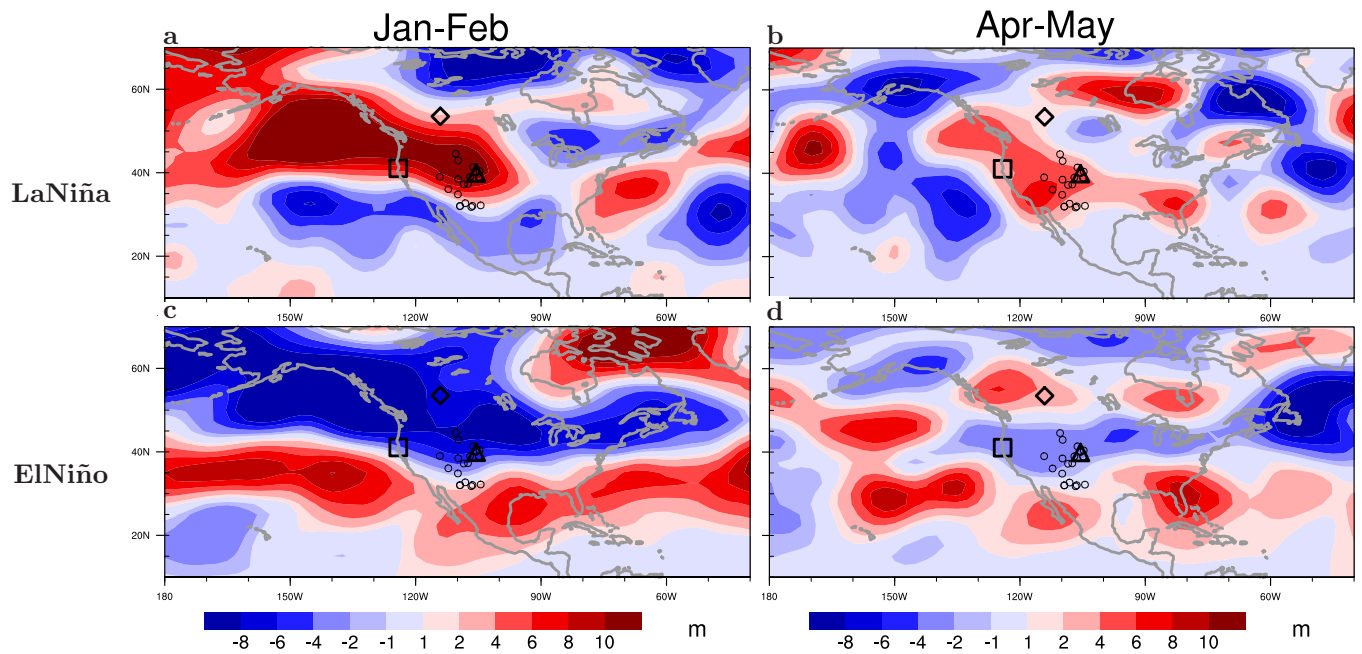 Jan-Feb Apr-May
a b
60N 60N
LaNiña
40N 40N
20N 20N
150W 120W 90W 60W 150W 120W 90W 60W
c d
60N 60N
ElNiño
40N 40N
20N 20N
180 150W 120W 90W 60W 180 150W 120W 90W 60W
-8 -6 -4 -2 -1 1 2 4 6 8 10 m -8 -6 -4 -2 -1 1 2 4 6 8 10 m